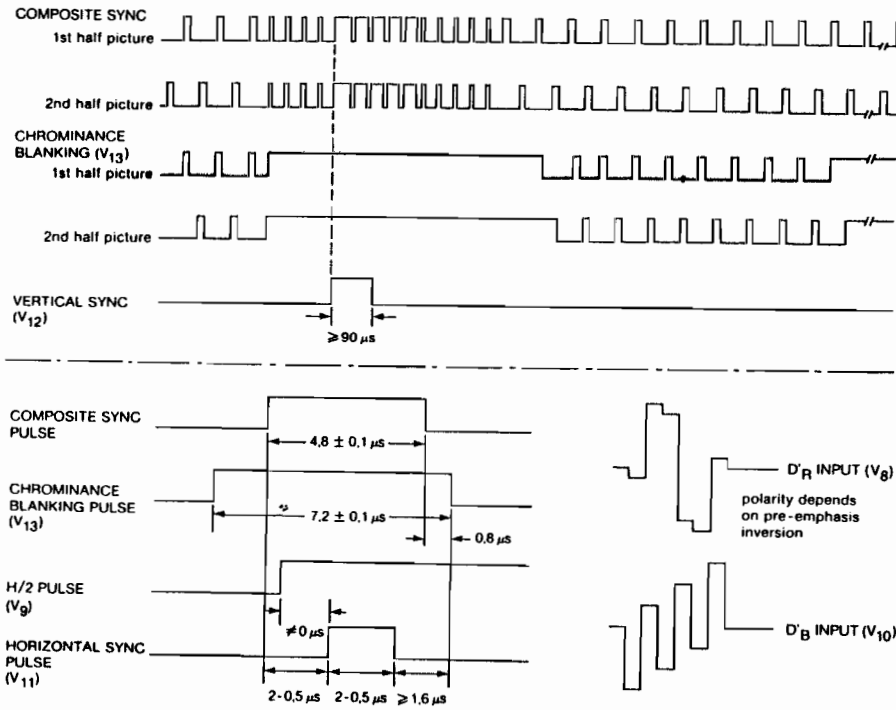 COMPOSITE SYNC
1st half picture
2nd half picture
CHROMINANCE
BLANKING (V13)
1st half picture
2nd half picture
VERTICAL SYNC
(V12)
≥ 90 µs
COMPOSITE SYNC
PULSE
4,8 ± 0,1 µs
CHROMINANCE
BLANKING PULSE
(V13)
7,2 ± 0,1 µs
0,8 µs
H/2 PULSE
(V9)
≠0 µs
HORIZONTAL SYNC
PULSE
(V11)
2-0,5 µs
2-0,5 µs
≥ 1,6 µs
D'R INPUT (V8)
polarity depends
on pre-emphasis
inversion
D'B INPUT (V10)